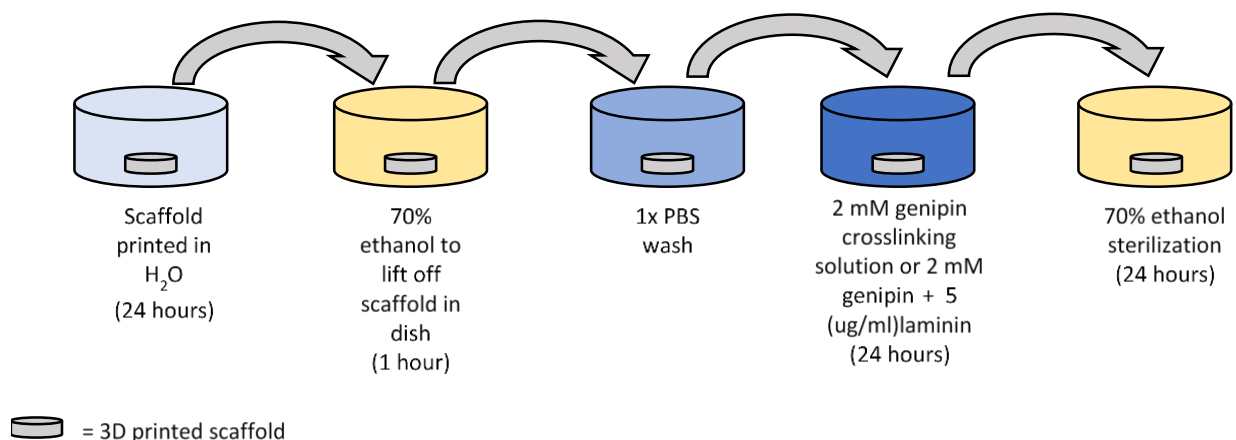 Scaffold
printed in
H₂O
(24 hours)
70%
ethanol to
lift off
scaffold in
dish
(1 hour)
1x PBS
wash
2 mM genipin
crosslinking
solution or 2 mM
genipin + 5
(ug/ml)laminin
(24 hours)
70% ethanol
sterilization
(24 hours)
= 3D printed scaffold